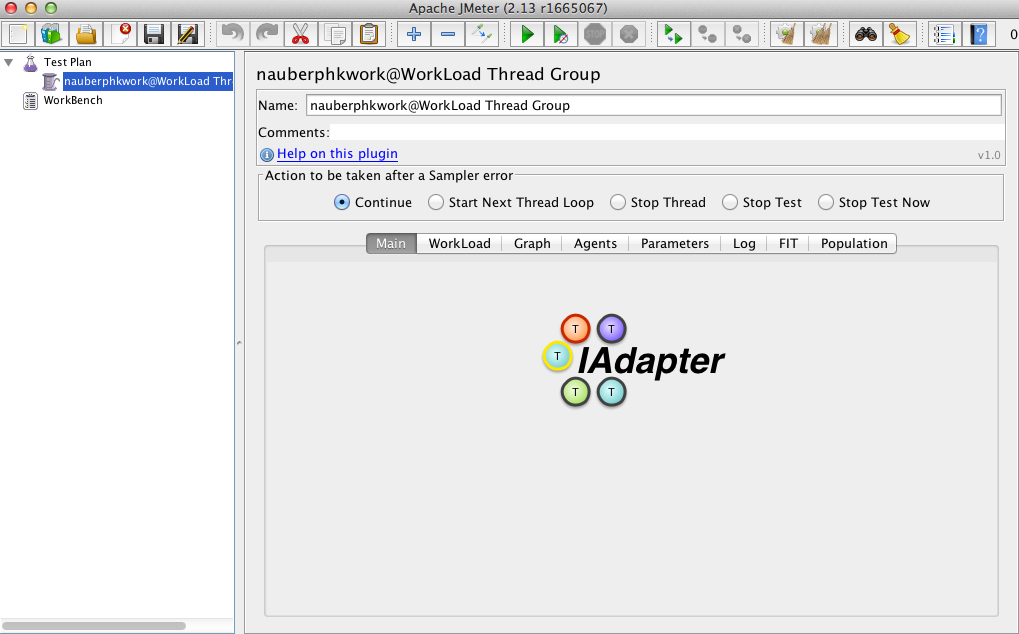 Apache JMeter (2.13 r1665067)
STOP
0
Test Plan
nauberphkwork@WorkLoad Thr
WorkBench
nauberphkwork@WorkLoad Thread Group
Name: nauberphkwork@WorkLoad Thread Group
Comments:
Help on this plugin v1.0
Action to be taken after a Sampler error
Continue Start Next Thread Loop Stop Thread Stop Test Stop Test Now
Main WorkLoad Graph Agents Parameters Log FIT Population
T T
T IAdapter
T T